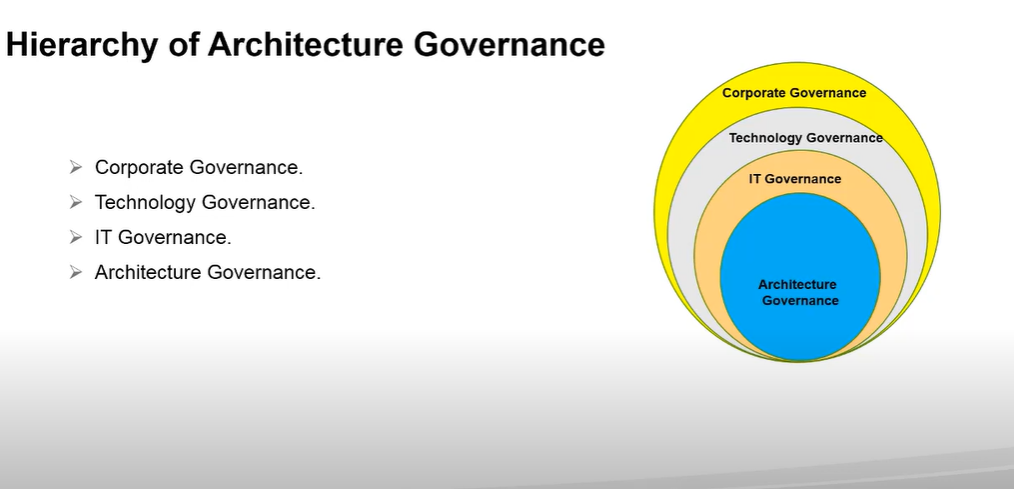 Hierarchy of Architecture Governance
Corporate Governance.
Technology Governance.
IT Governance.
Architecture Governance.
Corporate Governance
Technology Governance
IT Governance
Architecture
Governance